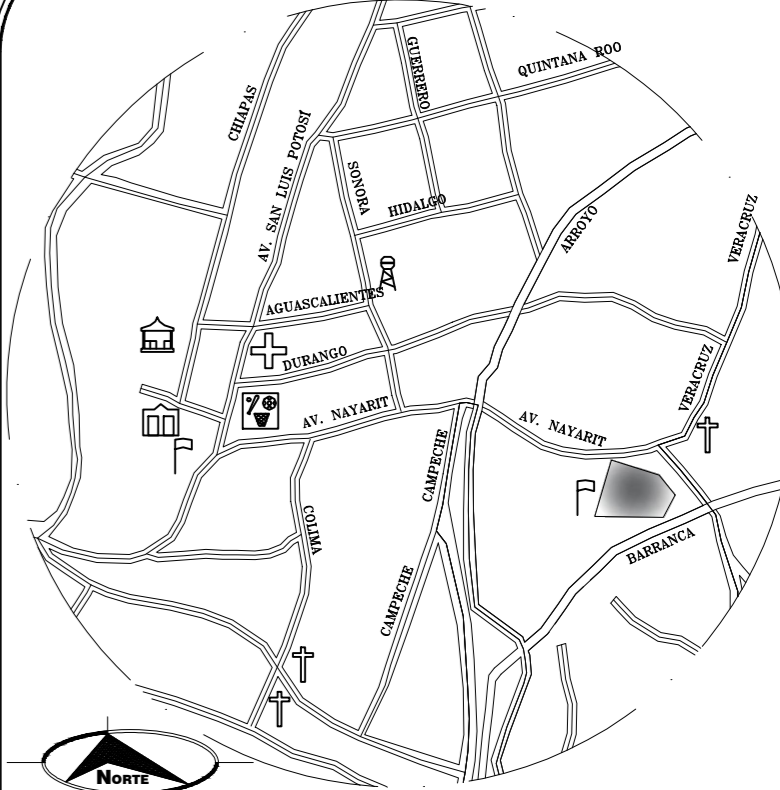 GUERRERO
QUINTANA ROO
CHIAPAS
AV. SAN LUIS POTOSÍ
SONORA
HIDALGO
ARROYO
VERACRUZ
AGUASCALIENTES
DURANGO
VERACRUZ
AV. NAYARIT
AV. NAYARIT
CAMPECHE
COLIMA
BARRANCA
CAMPECHE
NORTE